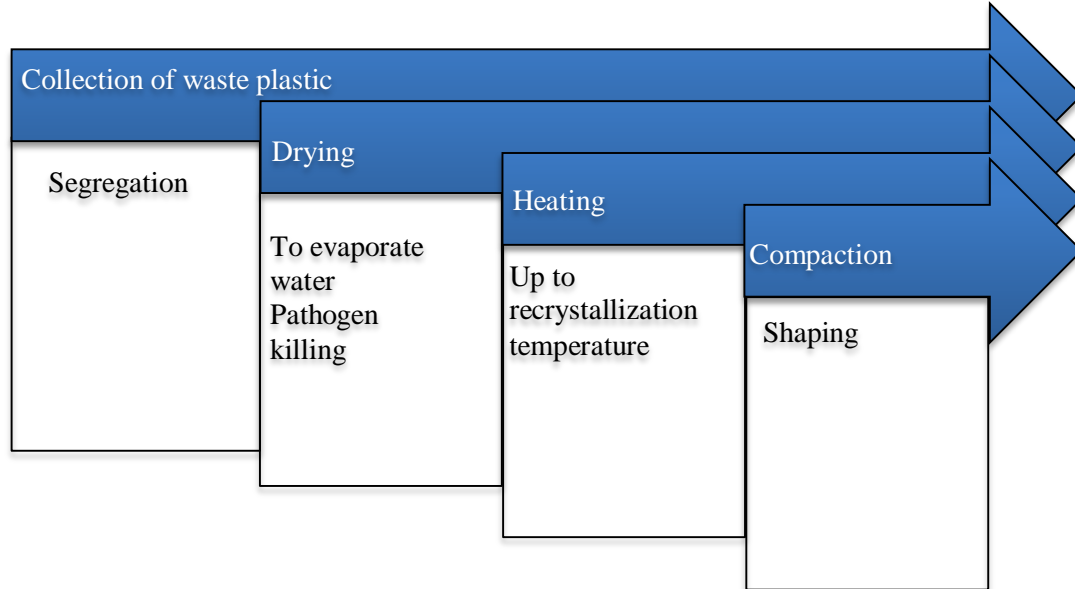 Collection of waste plastic
Segregation
Drying
To evaporate
water
Pathogen
killing
Heating
Up to
recrystallization
temperature
Compaction
Shaping